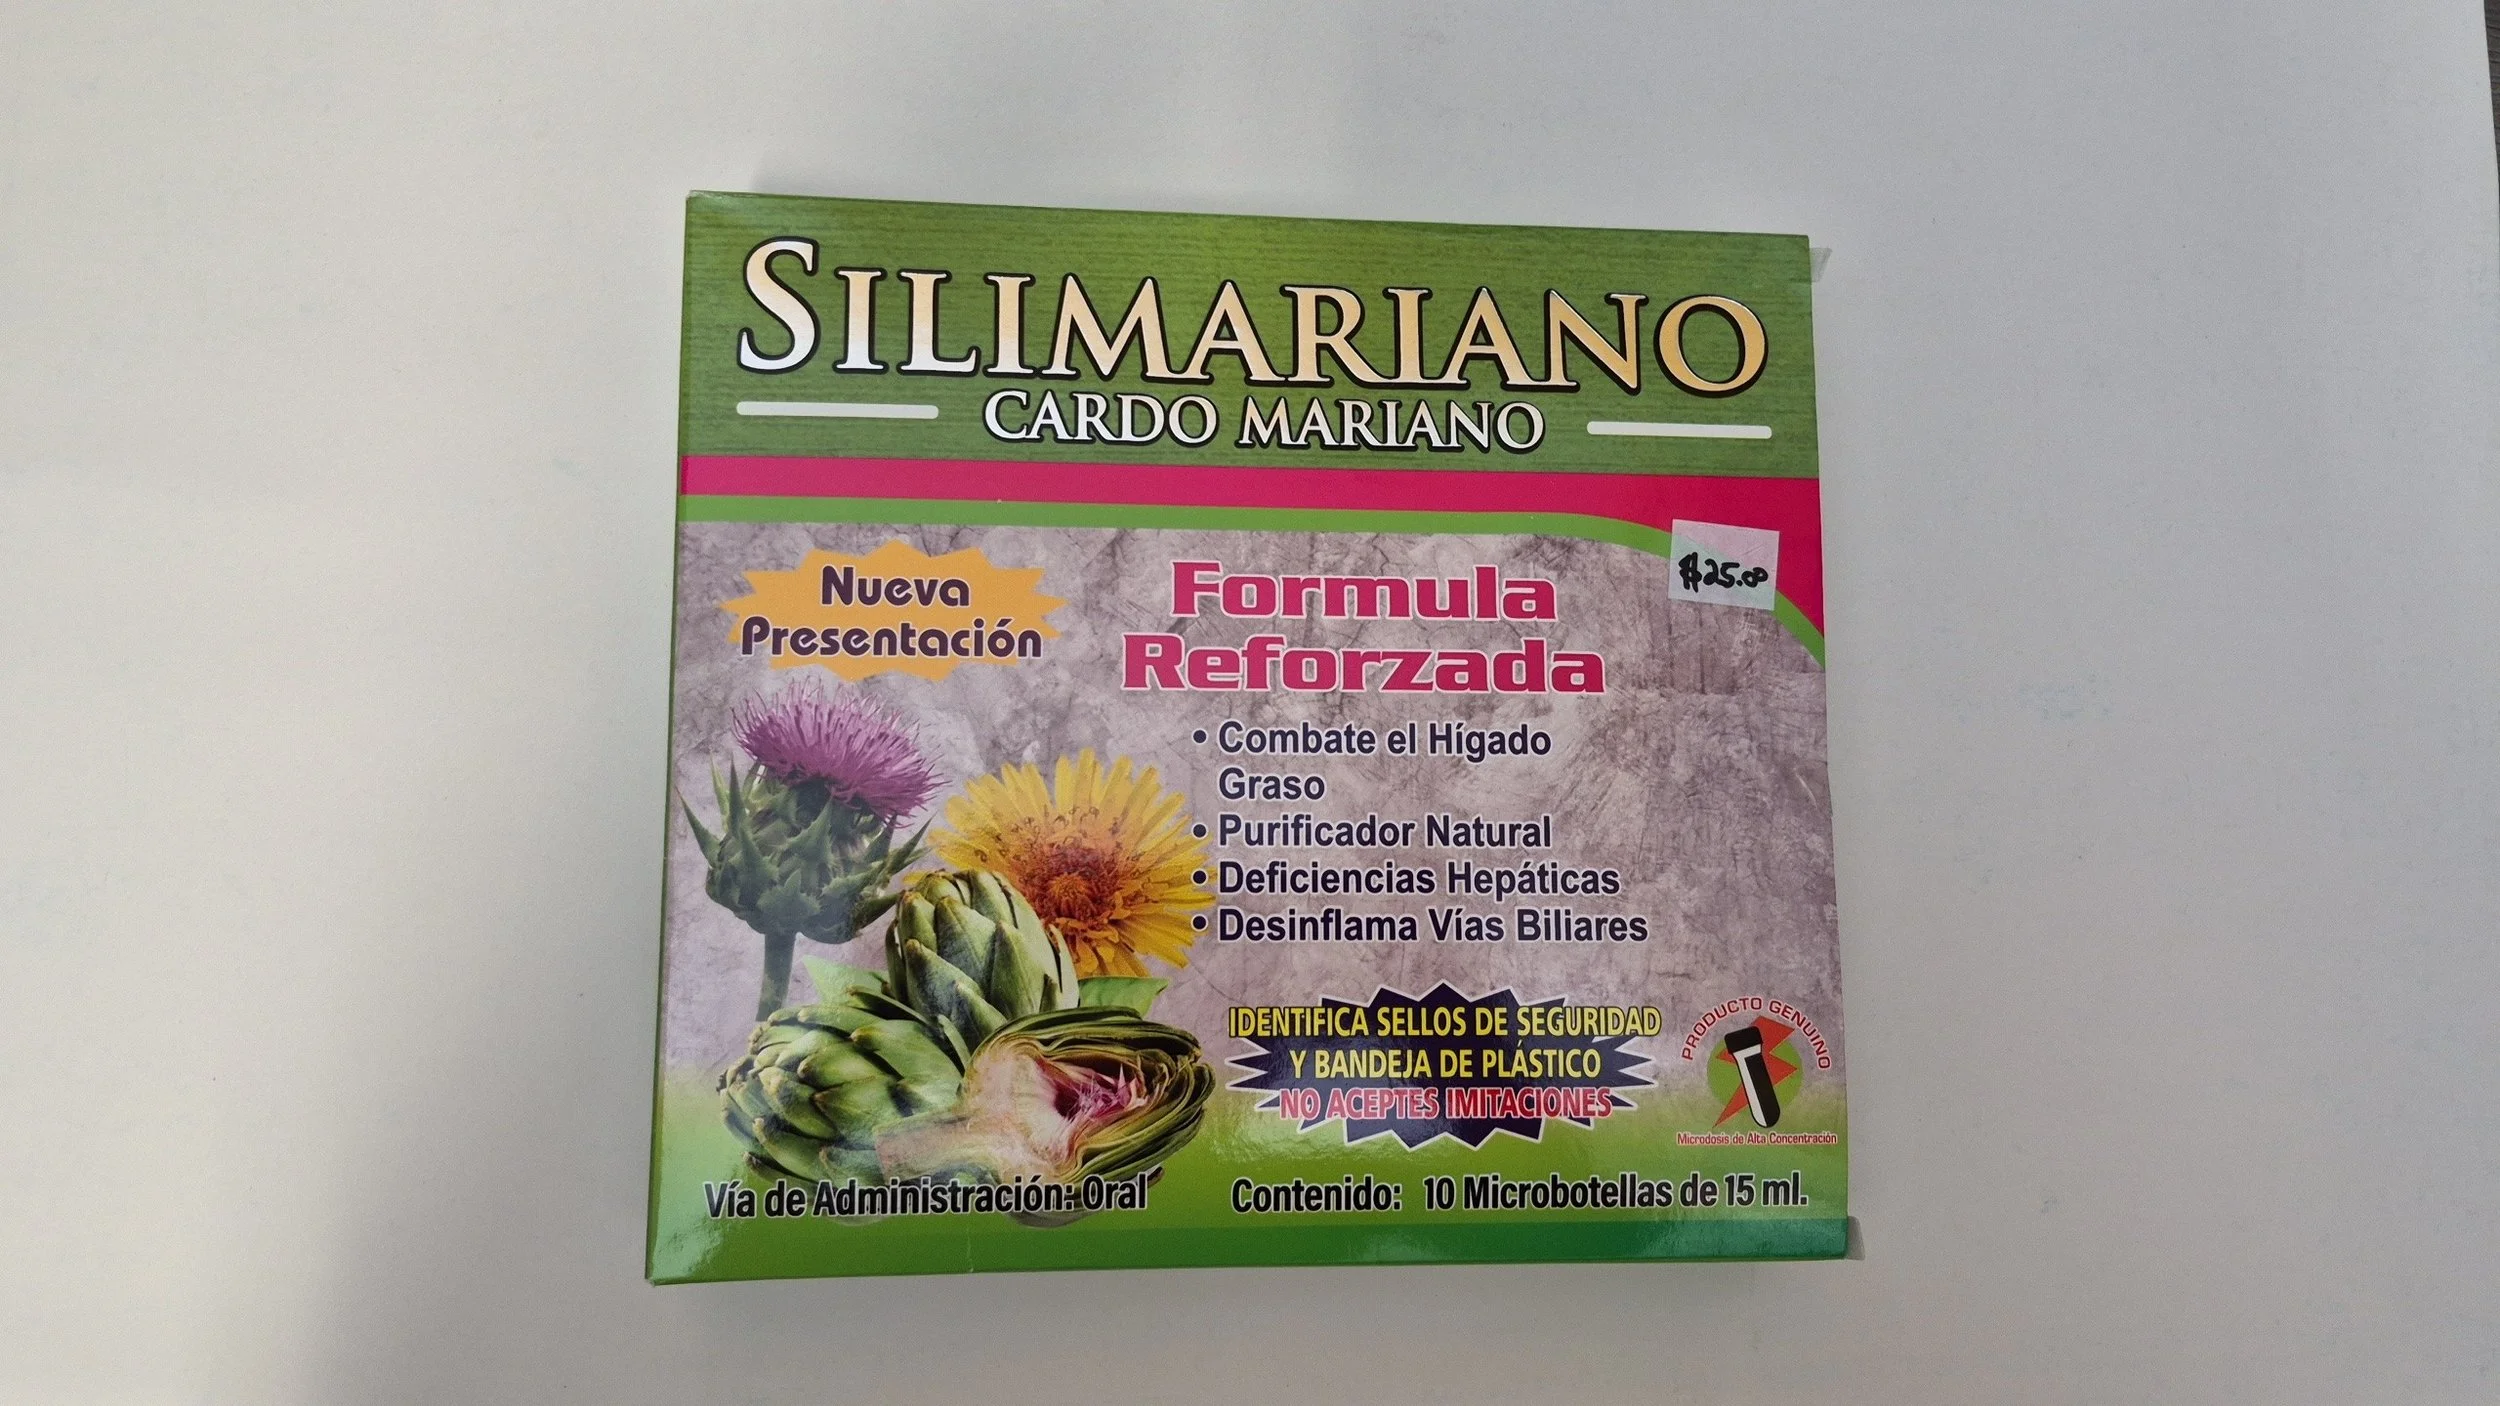 SILIMARIANO
CARDO MARIANO
Nueva
Presentación
Formula
Reforzada
$25.00
• Combate el Hígado
Graso
• Purificador Natural
• Deficiencias Hepáticas
• Desinflama Vías Biliares
IDENTIFICA SELLOS DE SEGURIDAD
Y BANDEJA DE PLÁSTICO
NO ACEPTES IMITACIONES
PRODUCTO GENUINO
Microdosis de Alta Concentración
Vía de Administración: Oral
Contenido: 10 Microbotellas de 15 ml.